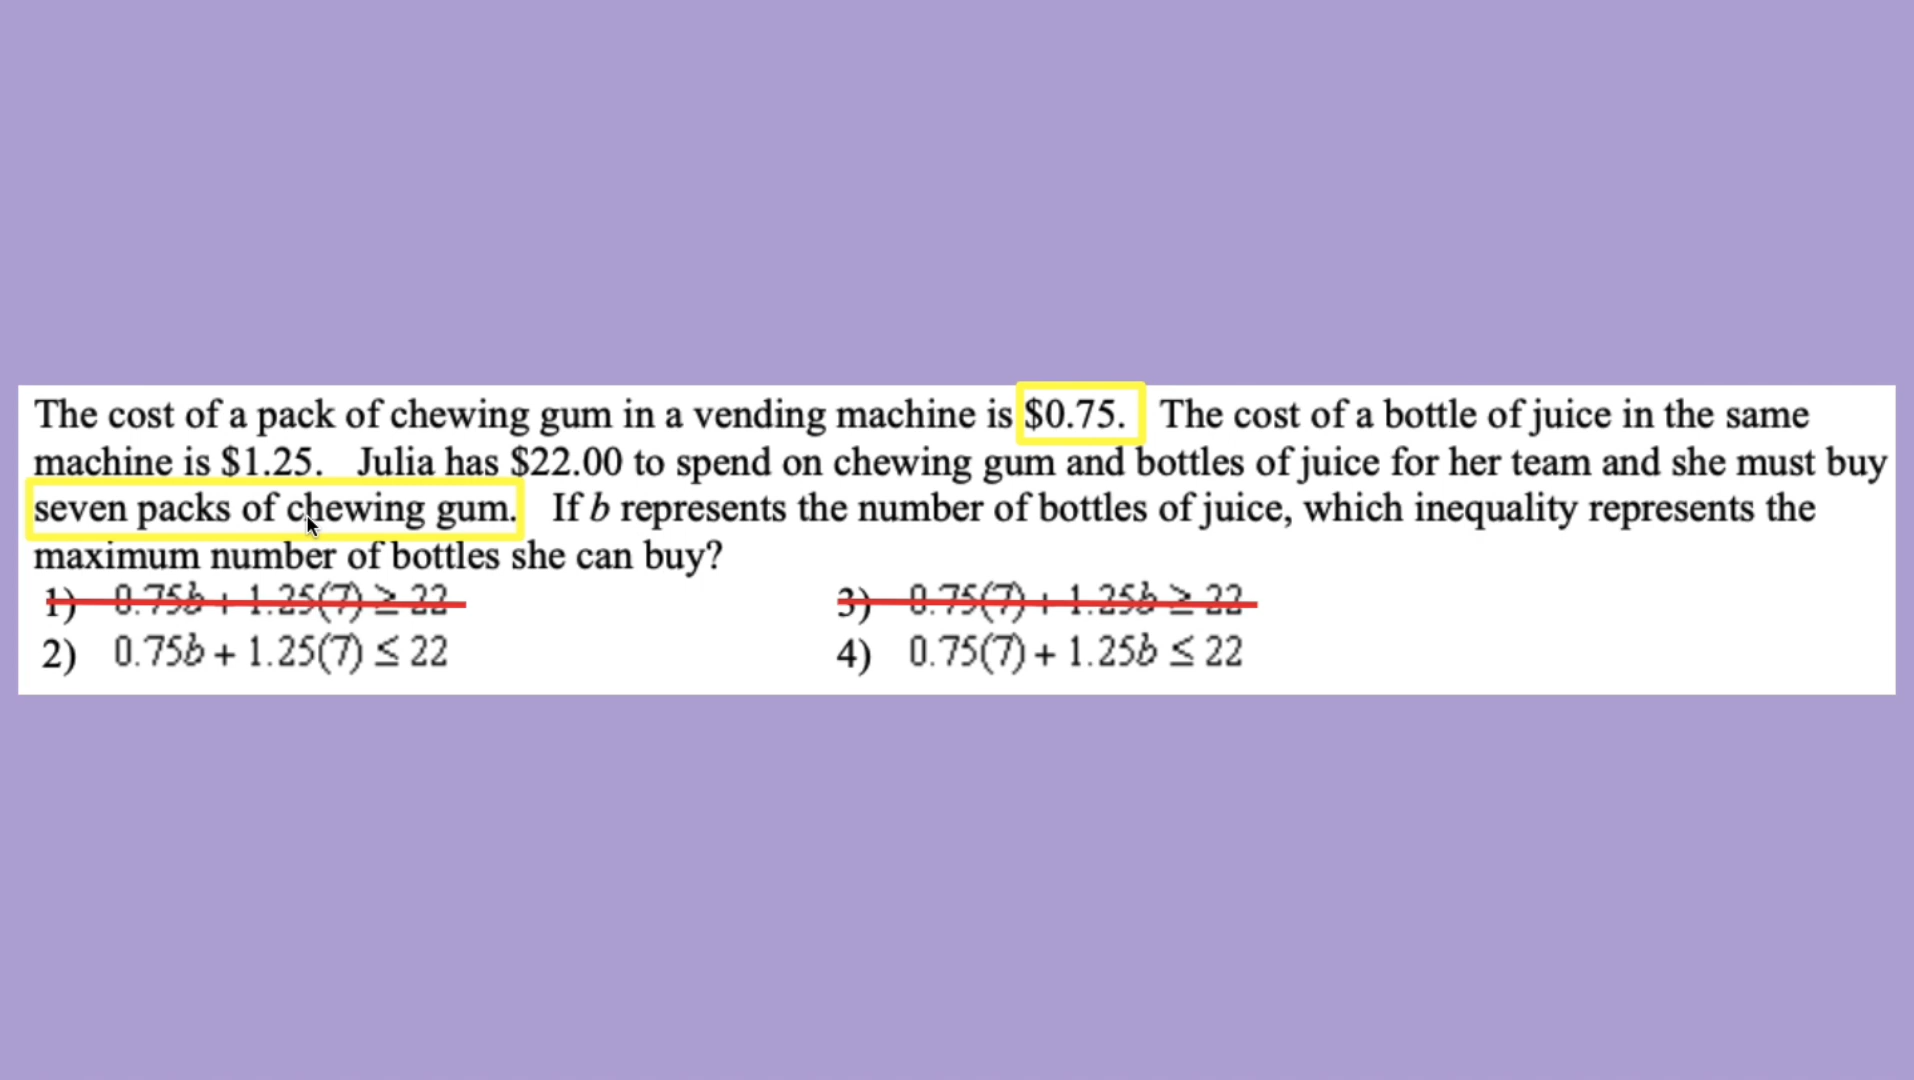 The cost of a pack of chewing gum in a vending machine is $0.75. The cost of a bottle of juice in the same
machine is $1.25. Julia has $22.00 to spend on chewing gum and bottles of juice for her team and she must buy
seven packs of chewing gum. If b represents the number of bottles of juice, which inequality represents the
maximum number of bottles she can buy?
1) 0.75b + 1.25(7) ≥ 22
3) 0.75(7) + 1.25b ≥ 22
2) 0.75b + 1.25(7) ≤ 22
4) 0.75(7) + 1.25b ≤ 22